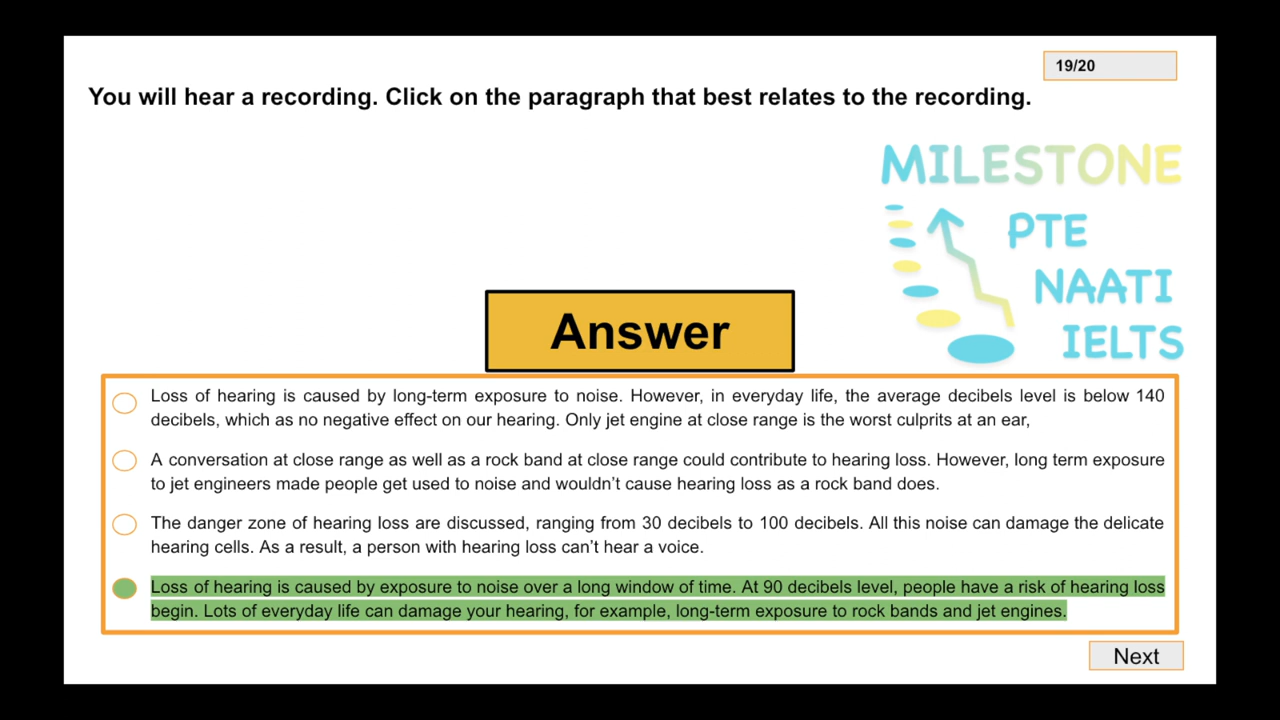 19/20
You will hear a recording. Click on the paragraph that best relates to the recording.
MILESTONE
PTE
NAATI
IELTS
Answer
Loss of hearing is caused by long-term exposure to noise. However, in everyday life, the average decibels level is below 140
decibels, which as no negative effect on our hearing. Only jet engine at close range is the worst culprits at an ear,
A conversation at close range as well as a rock band at close range could contribute to hearing loss. However, long term exposure
to jet engineers made people get used to noise and wouldn't cause hearing loss as a rock band does.
The danger zone of hearing loss are discussed, ranging from 30 decibels to 100 decibels. All this noise can damage the delicate
hearing cells. As a result, a person with hearing loss can't hear a voice.
Loss of hearing is caused by exposure to noise over a long window of time. At 90 decibels level, people have a risk of hearing loss
begin. Lots of everyday life can damage your hearing, for example, long-term exposure to rock bands and jet engines.
Next